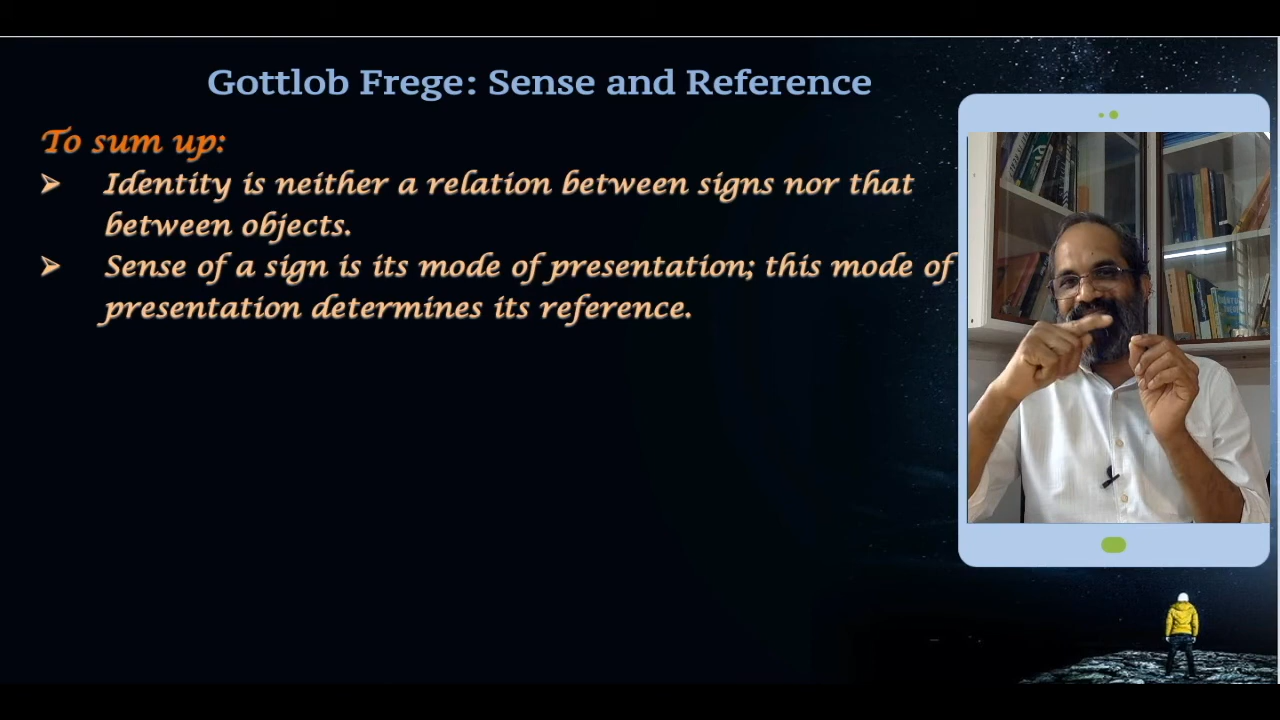 Gottlob Frege: Sense and Reference
To sum up:
➢ Identity is neither a relation between signs nor that
between objects.
➢ Sense of a sign is its mode of presentation; this mode of
presentation determines its reference.